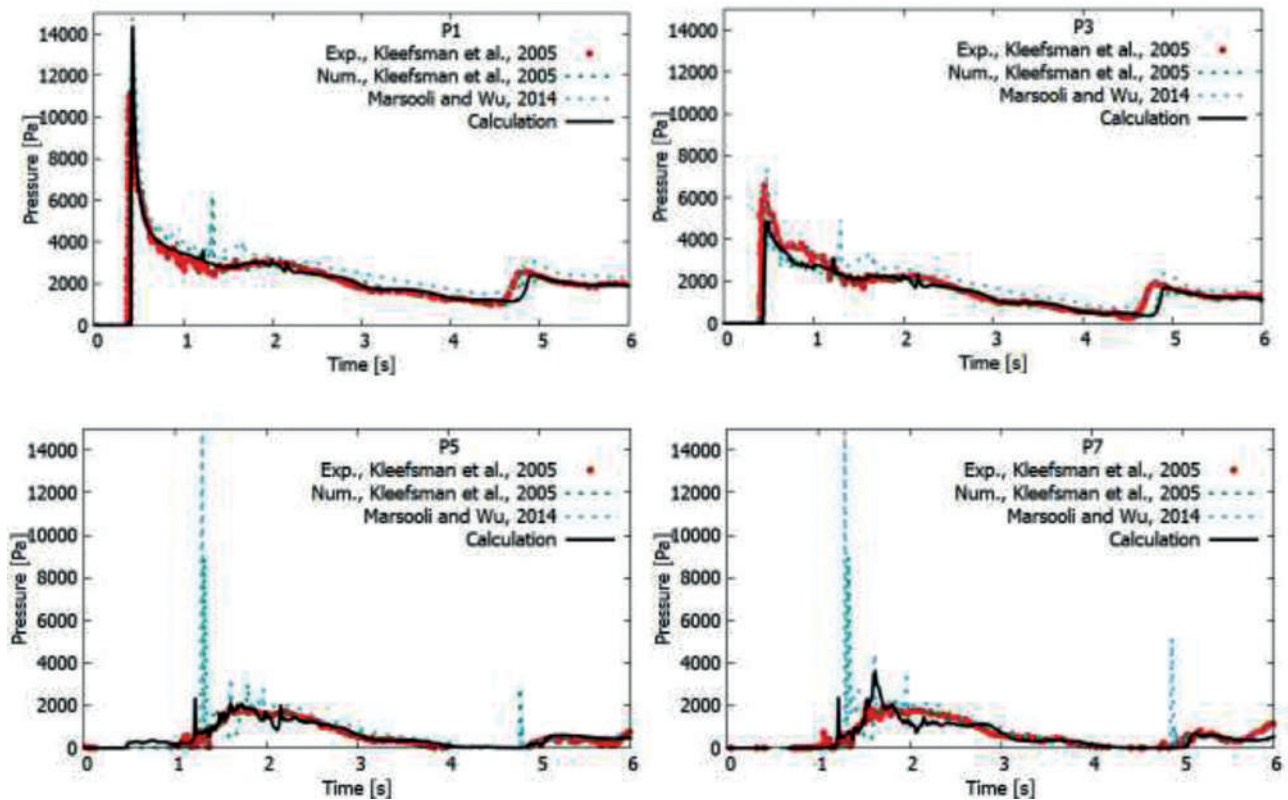 P1
Exp., Kleefsman et al., 2005
Num., Kleefsman et al., 2005
Marsooli and Wu, 2014
Calculation
Pressure [Pa]
14000
12000
10000
8000
6000
4000
2000
0
0 1 2 3 4 5 6
Time [s]
P3
Exp., Kleefsman et al., 2005
Num., Kleefsman et al., 2005
Marsooli and Wu, 2014
Calculation
Pressure [Pa]
14000
12000
10000
8000
6000
4000
2000
0
0 1 2 3 4 5 6
Time [s]
P5
Exp., Kleefsman et al., 2005
Num., Kleefsman et al., 2005
Marsooli and Wu, 2014
Calculation
Pressure [Pa]
14000
12000
10000
8000
6000
4000
2000
0
0 1 2 3 4 5 6
Time [s]
P7
Exp., Kleefsman et al., 2005
Num., Kleefsman et al., 2005
Marsooli and Wu, 2014
Calculation
Pressure [Pa]
14000
12000
10000
8000
6000
4000
2000
0
0 1 2 3 4 5 6
Time [s]